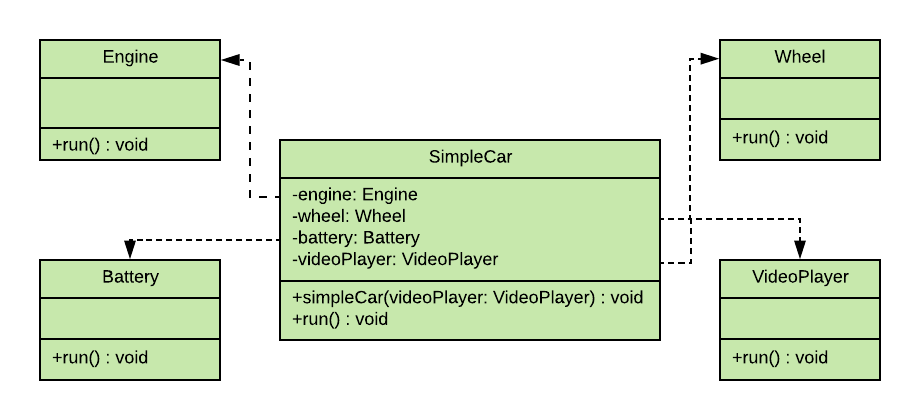 Engine
+run() : void
Wheel
+run() : void
SimpleCar
-engine: Engine
-wheel: Wheel
-battery: Battery
-videoPlayer: VideoPlayer
+simpleCar(videoPlayer: VideoPlayer) : void
+run() : void
Battery
+run() : void
VideoPlayer
+run() : void